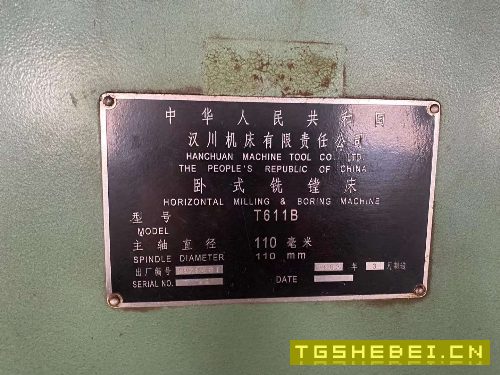 中华人民共和国
汉川机床有限责任公司
HANCHUAN MACHINE TOOL CO., LTD
THE PEOPLE'S REPUBLIC OF CHINA
卧式铣镗床
HORIZONTAL MILLING & BORING MACHINE
型号 T611B
MODEL
主轴直径 110 毫米
SPINDLE DIAMETER 110 mm
出厂编号 年 3 月制造
SERIAL NO. DATE
TGSHEBEI.CN